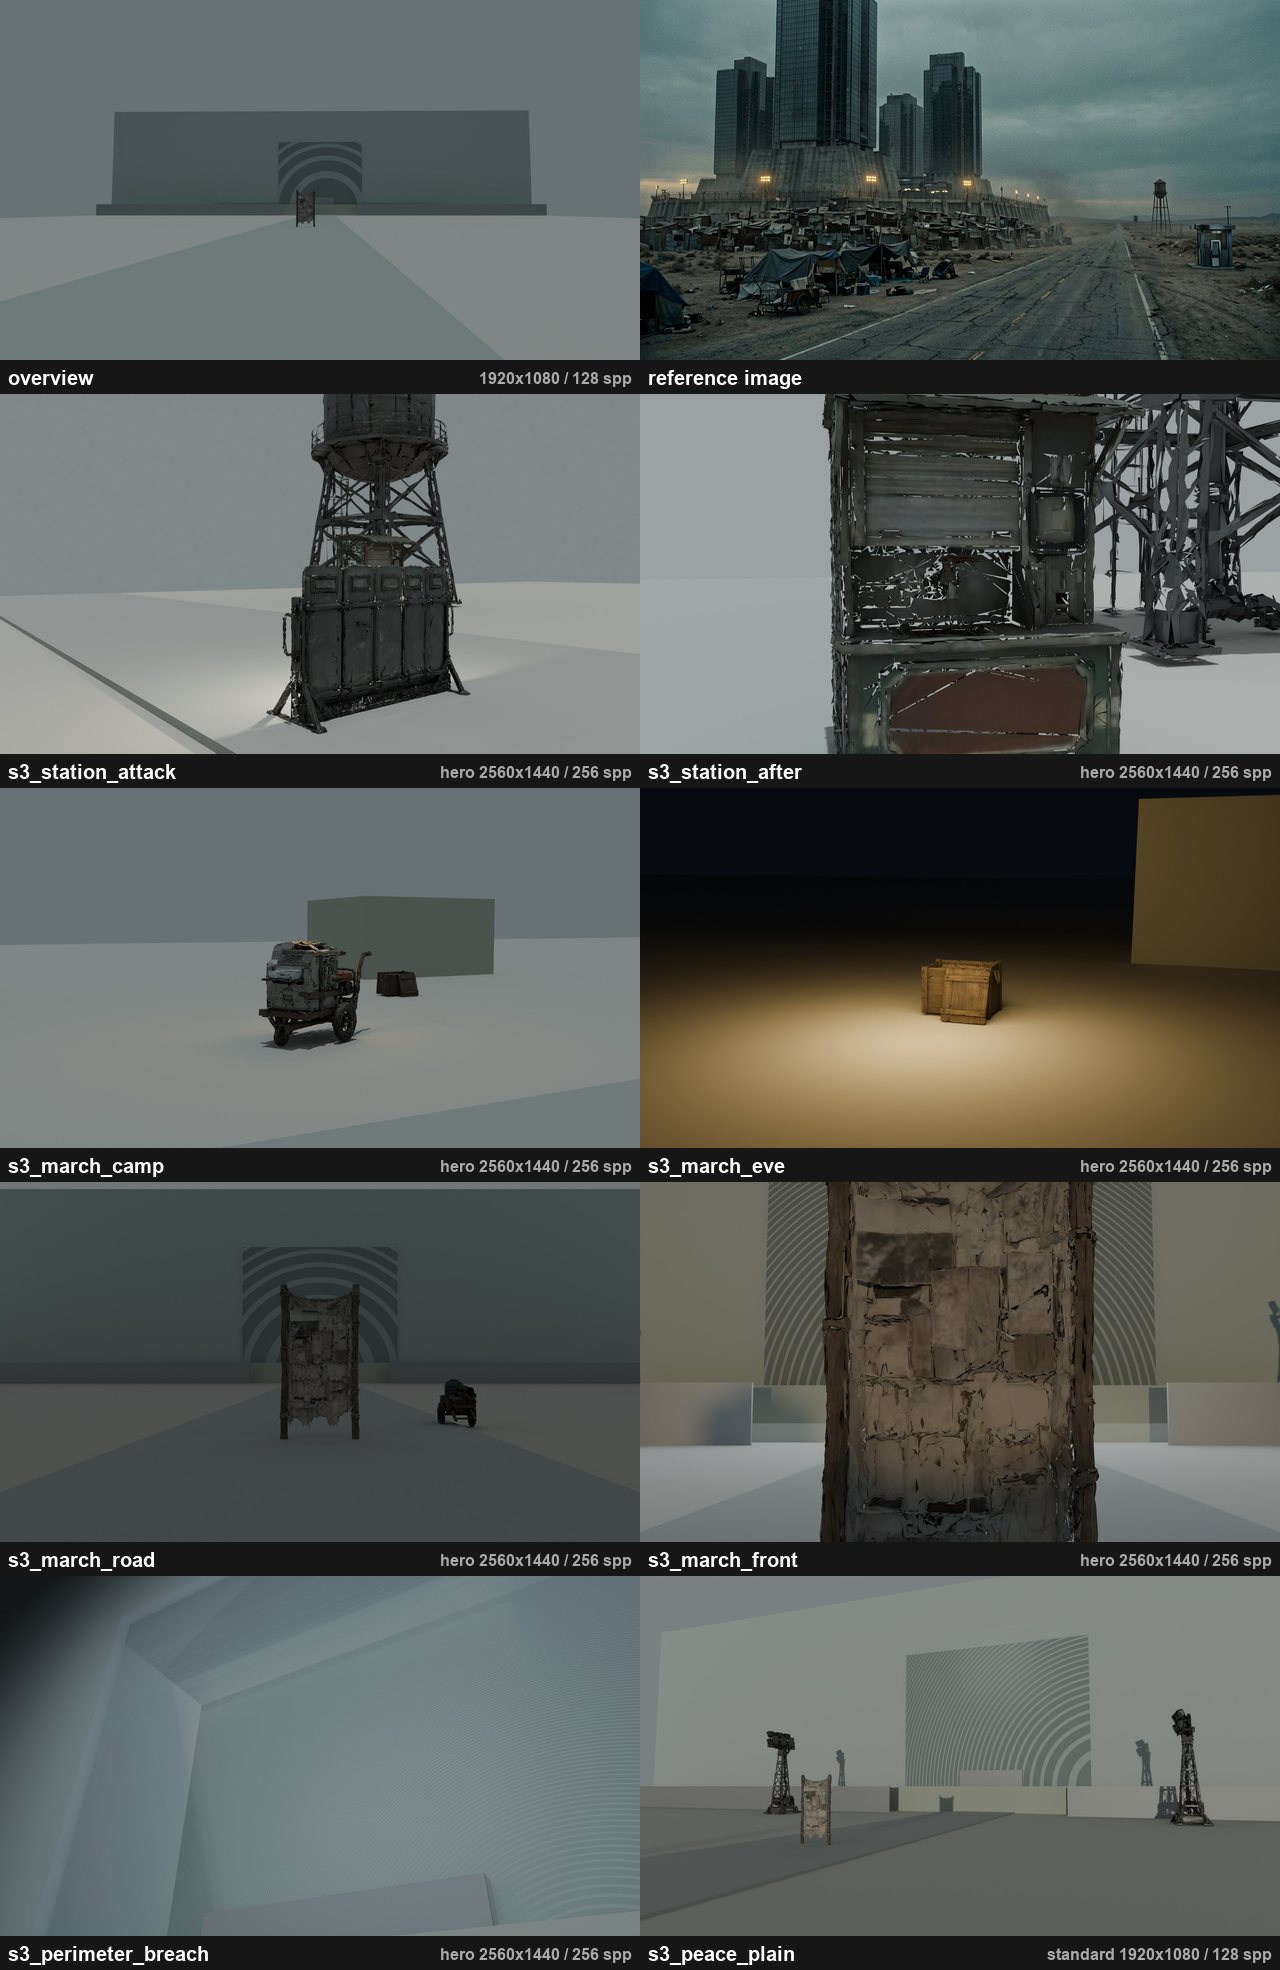 overview 1920x1080 / 128 spp
reference image
s3_station_attack hero 2560x1440 / 256 spp
s3_station_after hero 2560x1440 / 256 spp
s3_march_camp hero 2560x1440 / 256 spp
s3_march_eve hero 2560x1440 / 256 spp
s3_march_road hero 2560x1440 / 256 spp
s3_march_front hero 2560x1440 / 256 spp
s3_perimeter_breach hero 2560x1440 / 256 spp
s3_peace_plain standard 1920x1080 / 128 spp